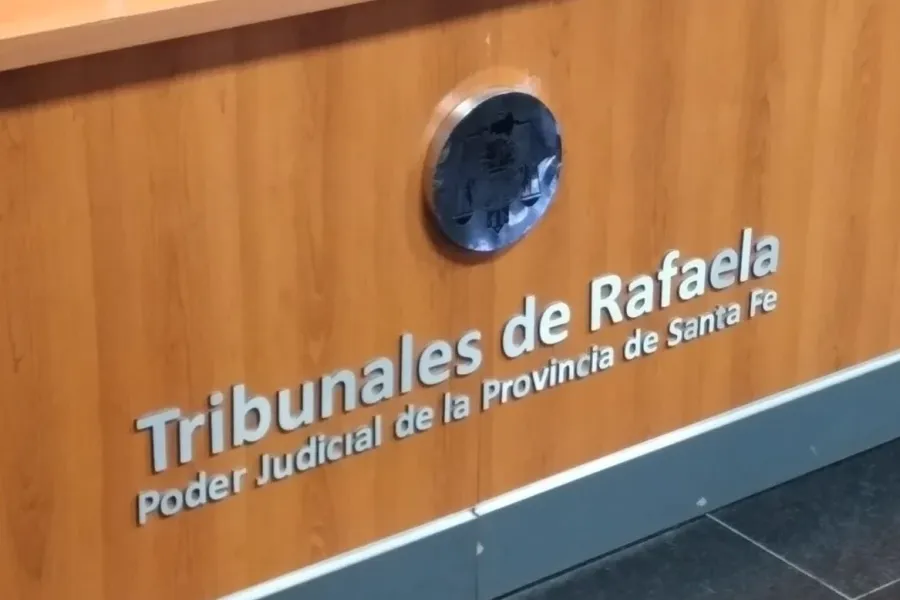 Tribunales de Rafaela
Poder Judicial de la Provincia de Santa Fe